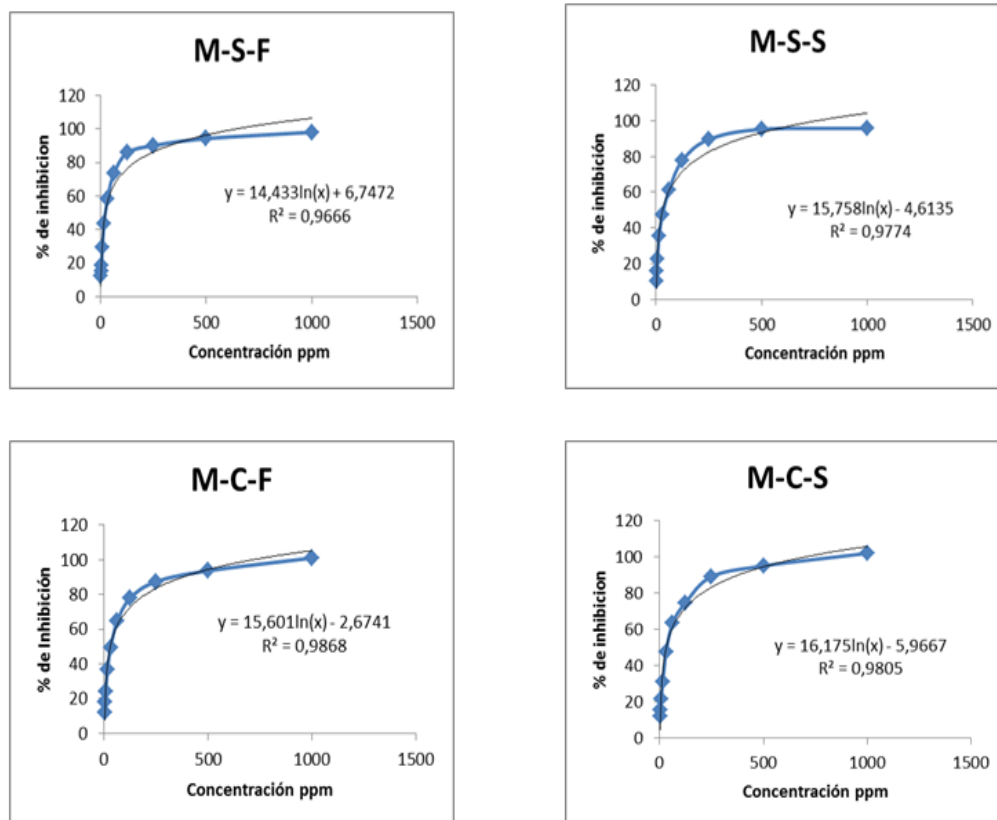 M-S-F
% de inhibicion
120
100
80
60
40
20
0
y = 14,433ln(x) + 6,7472
R² = 0,9666
0 500 1000 1500
Concentración ppm
M-S-S
% de inhibicion
120
100
80
60
40
20
0
y = 15,758ln(x) - 4,6135
R² = 0,9774
0 500 1000 1500
Concentración ppm
M-C-F
% de Inhibicion
120
100
80
60
40
20
0
y = 15,601ln(x) - 2,6741
R² = 0,9868
0 500 1000 1500
Concentración ppm
M-C-S
% de inhibicion
120
100
80
60
40
20
0
y = 16,175ln(x) - 5,9667
R² = 0,9805
0 500 1000 1500
Concentración ppm